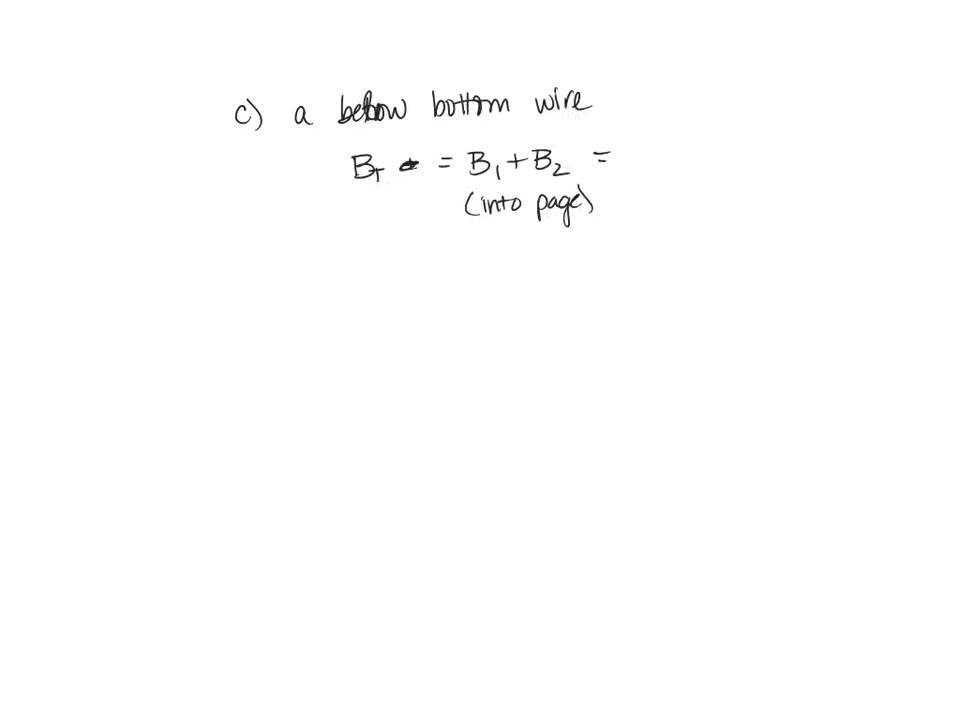 c) a below bottom wire
B_T = B_1 + B_2 =
(into page)